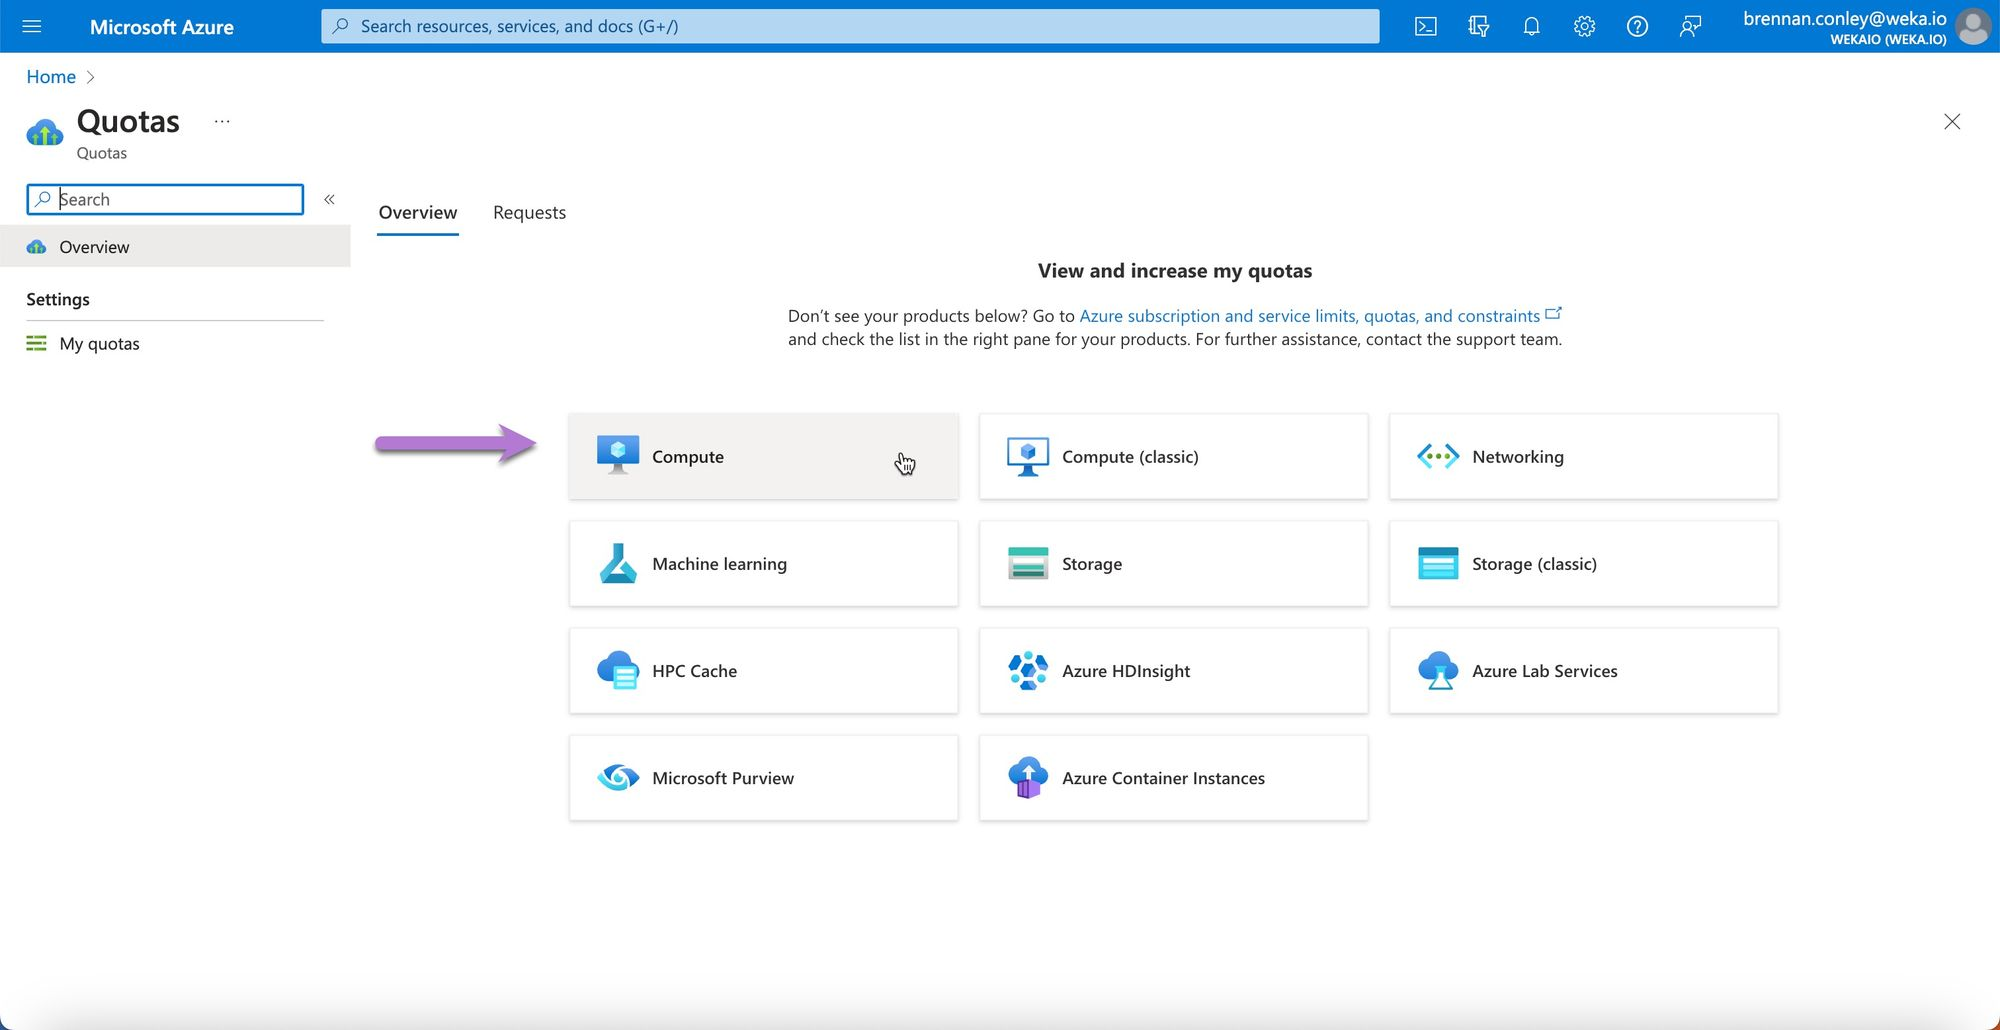 Microsoft Azure
Search resources, services, and docs (G+/)
brennan.conley@weka.io
WEKAIO (WEKA.IO)
Home
Quotas
...
Quotas
Search
«
Overview
Settings
My quotas
Overview
Requests
View and increase my quotas
Don't see your products below? Go to Azure subscription and service limits, quotas, and constraints
and check the list in the right pane for your products. For further assistance, contact the support team.
Compute
Compute (classic)
Networking
Machine learning
Storage
Storage (classic)
HPC Cache
Azure HDInsight
Azure Lab Services
Microsoft Purview
Azure Container Instances